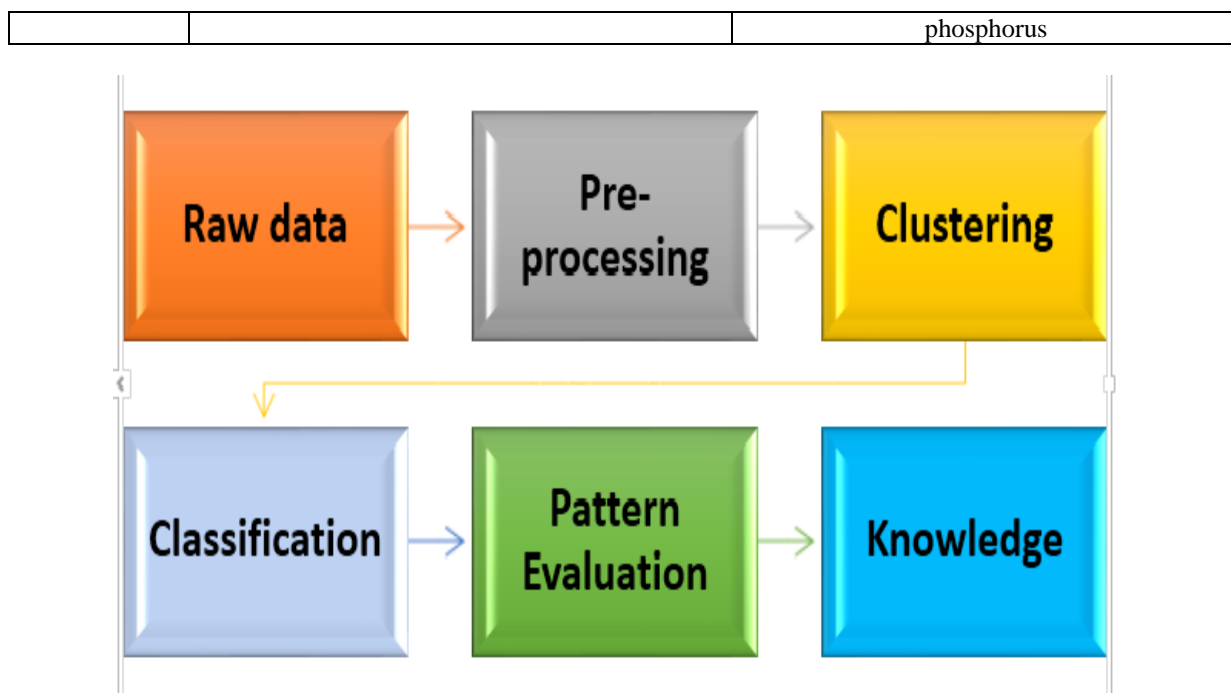 phosphorus
Raw data
Pre-
processing
Clustering
Classification
Pattern
Evaluation
Knowledge